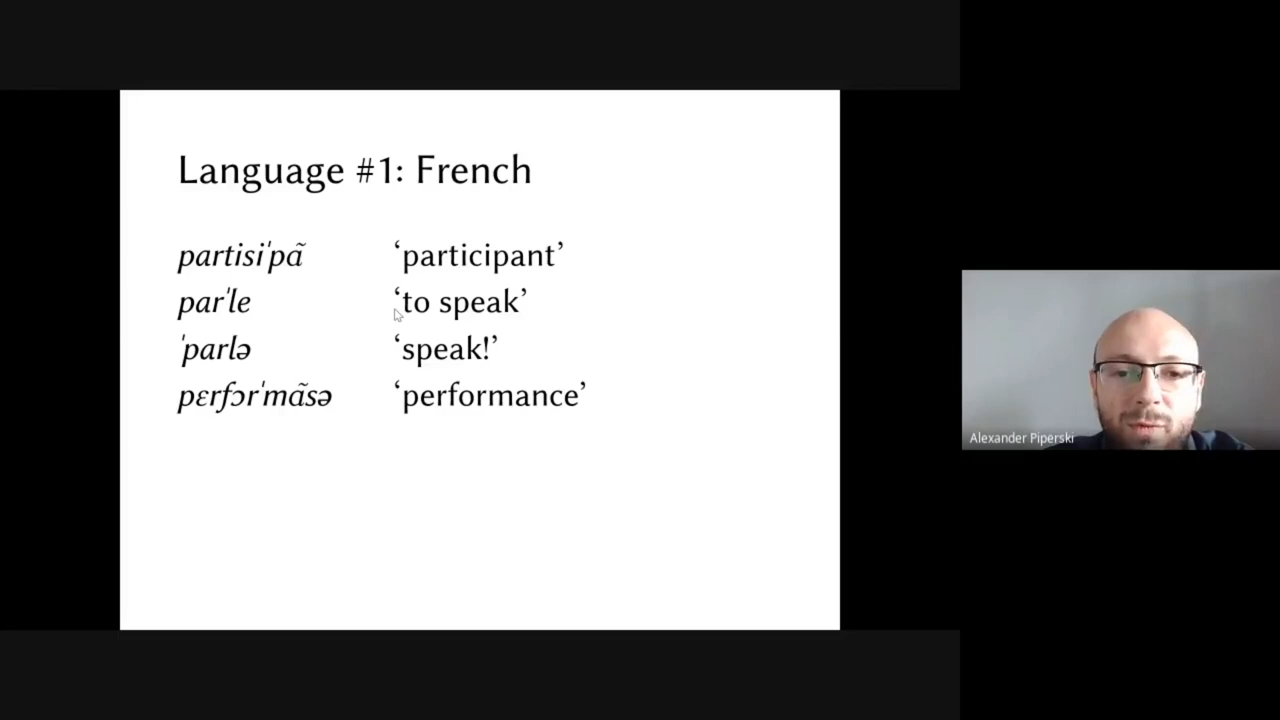 Language #1: French
partisiˈpɑ̃ ‘participant’
parˈle ‘to speak’
ˈparlə ‘speak!’
pɛrfɔrˈmɑ̃sə ‘performance’
Alexander Piperski